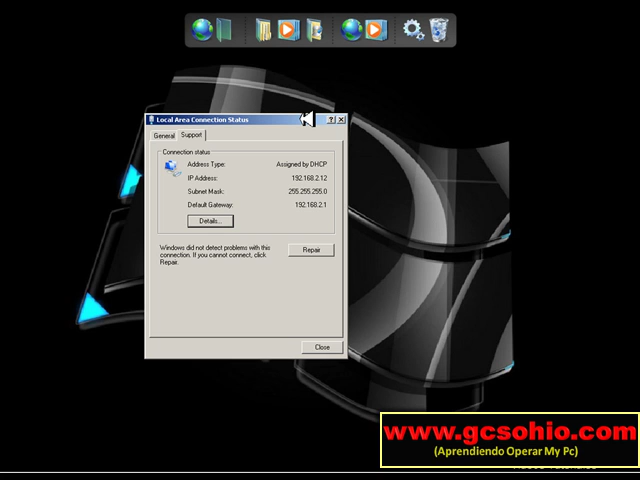 Local Area Connection Status
General
Support
Connection status
Address Type: Assigned by DHCP
IP Address: 192.168.2.12
Subnet Mask: 255.255.255.0
Default Gateway: 192.168.2.1
Details...
Windows did not detect problems with this
connection. If you cannot connect, click
Repair.
Repair
Close
www.gcsohio.com
(Aprendiendo Operar My Pc)